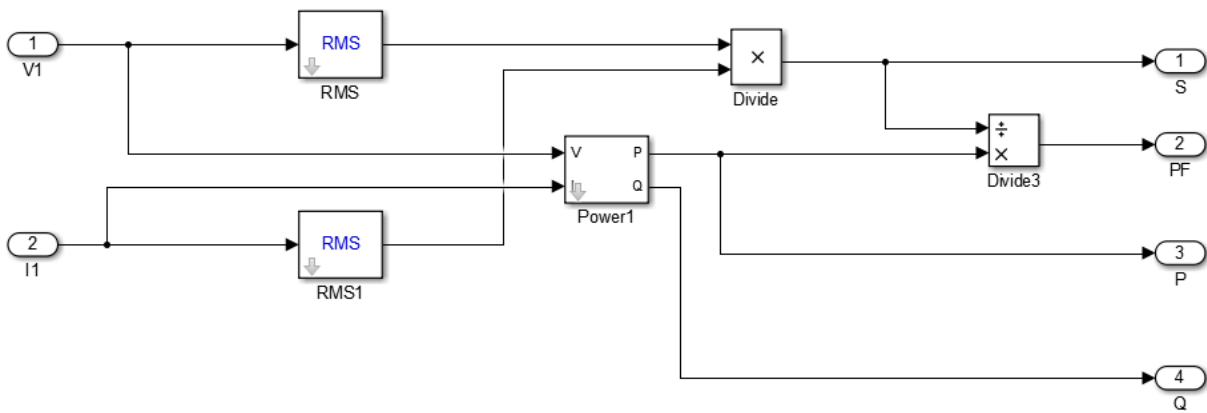 1
V1
RMS
RMS
×
Divide
1
S
÷
×
Divide3
2
PF
V
P
I
Q
Power1
2
I1
RMS
RMS1
3
P
4
Q